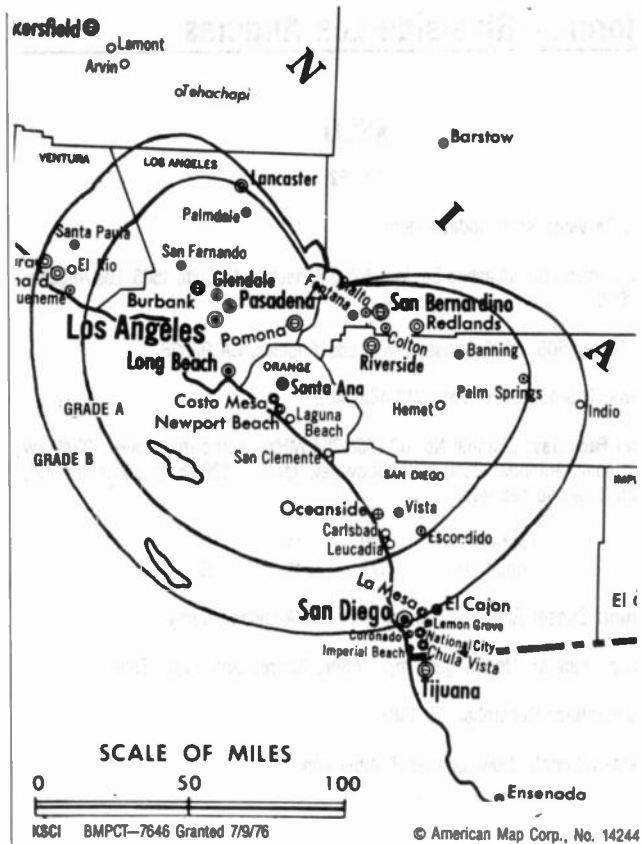 kersfield
Lamont
Arvin
Tehachapi
N
Barstow
VENTURA
LOS ANGELES
Lancaster
I
Palmdale
Santa Paula
San Fernando
El Rio
Glendale
Rialto
Fontana
San Bernardino
ueneme
Burbank
Pasadena
Redlands
Los Angeles
Pomona
Colton
A
Banning
Riverside
Long Beach
ORANGE
Santa Ana
Palm Springs
Costa Mesa
Hemet
Indio
GRADE A
Newport Beach
Laguna
Beach
GRADE B
San Clemente
SAN DIEGO
IMP
Oceanside
Vista
Carlsbad
Escondido
Leucadia
La Mesa
El Cajon
El
San Diego
Lemon Grove
Coronado
National City
Imperial Beach
Chula Vista
Tijuana
SCALE OF MILES
0 50 100
Ensenada
KSCI BMPCT—7646 Granted 7/9/76
© American Map Corp., No. 14244